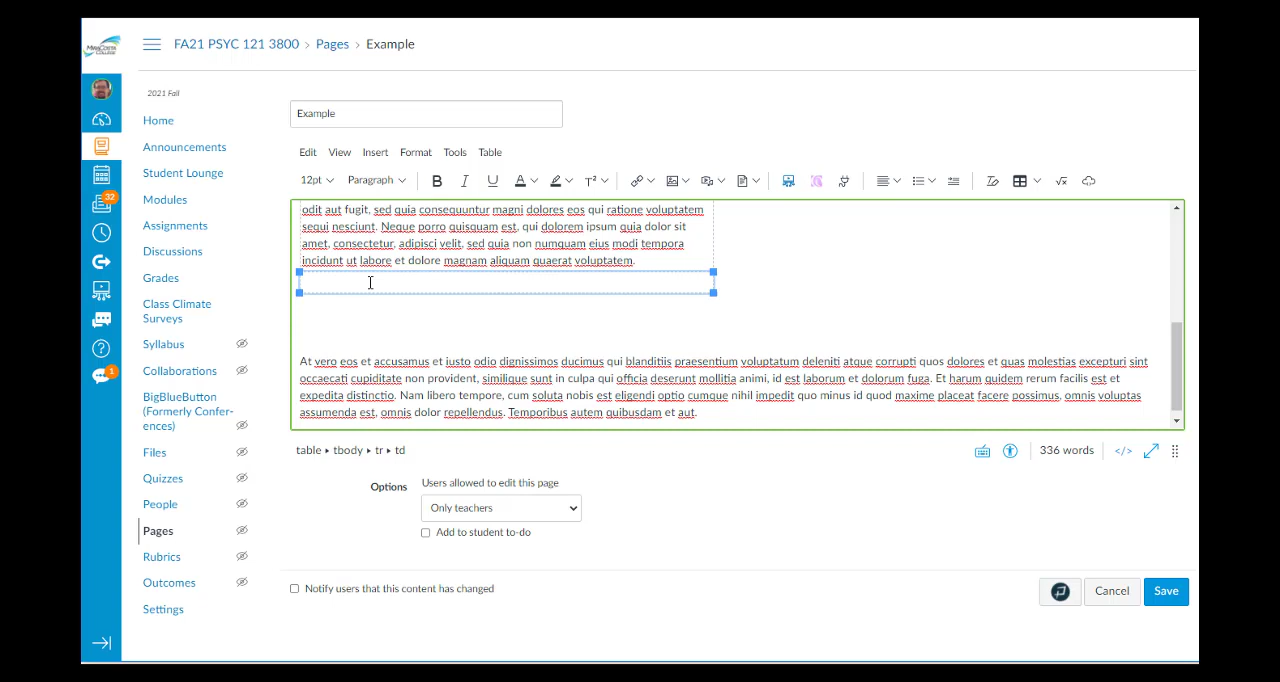 MiraCosta
COLLEGE
FA21 PSYC 121 3800 › Pages › Example
2021 Fall
Home
Announcements
Student Lounge
Modules
Assignments
Discussions
Grades
Class Climate
Surveys
Syllabus
Collaborations
BigBlueButton
(Formerly Confer-
ences)
Files
Quizzes
People
Pages
Rubrics
Outcomes
Settings
32
1
Example
Edit View Insert Format Tools Table
12pt Paragraph B I U A T²
odit aut fugit, sed quia consequuntur magni dolores eos qui ratione voluptatem
sequi nesciunt. Neque porro quisquam est, qui dolorem ipsum quia dolor sit
amet, consectetur, adipisci velit, sed quia non numquam eius modi tempora
incidunt ut labore et dolore magnam aliquam quaerat voluptatem.
At vero eos et accusamus et iusto odio dignissimos ducimus qui blanditiis praesentium voluptatum deleniti atque corrupti quos dolores et quas molestias excepturi sint
occaecati cupiditate non provident, similique sunt in culpa qui officia deserunt mollitia animi, id est laborum et dolorum fuga. Et harum quidem rerum facilis est et
expedita distinctio. Nam libero tempore, cum soluta nobis est eligendi optio cumque nihil impedit quo minus id quod maxime placeat facere possimus, omnis voluptas
assumenda est, omnis dolor repellendus. Temporibus autem quibusdam et aut.
table ▸ tbody ▸ tr ▸ td
336 words </>
Options
Users allowed to edit this page
Only teachers
Add to student to-do
Notify users that this content has changed
Cancel
Save